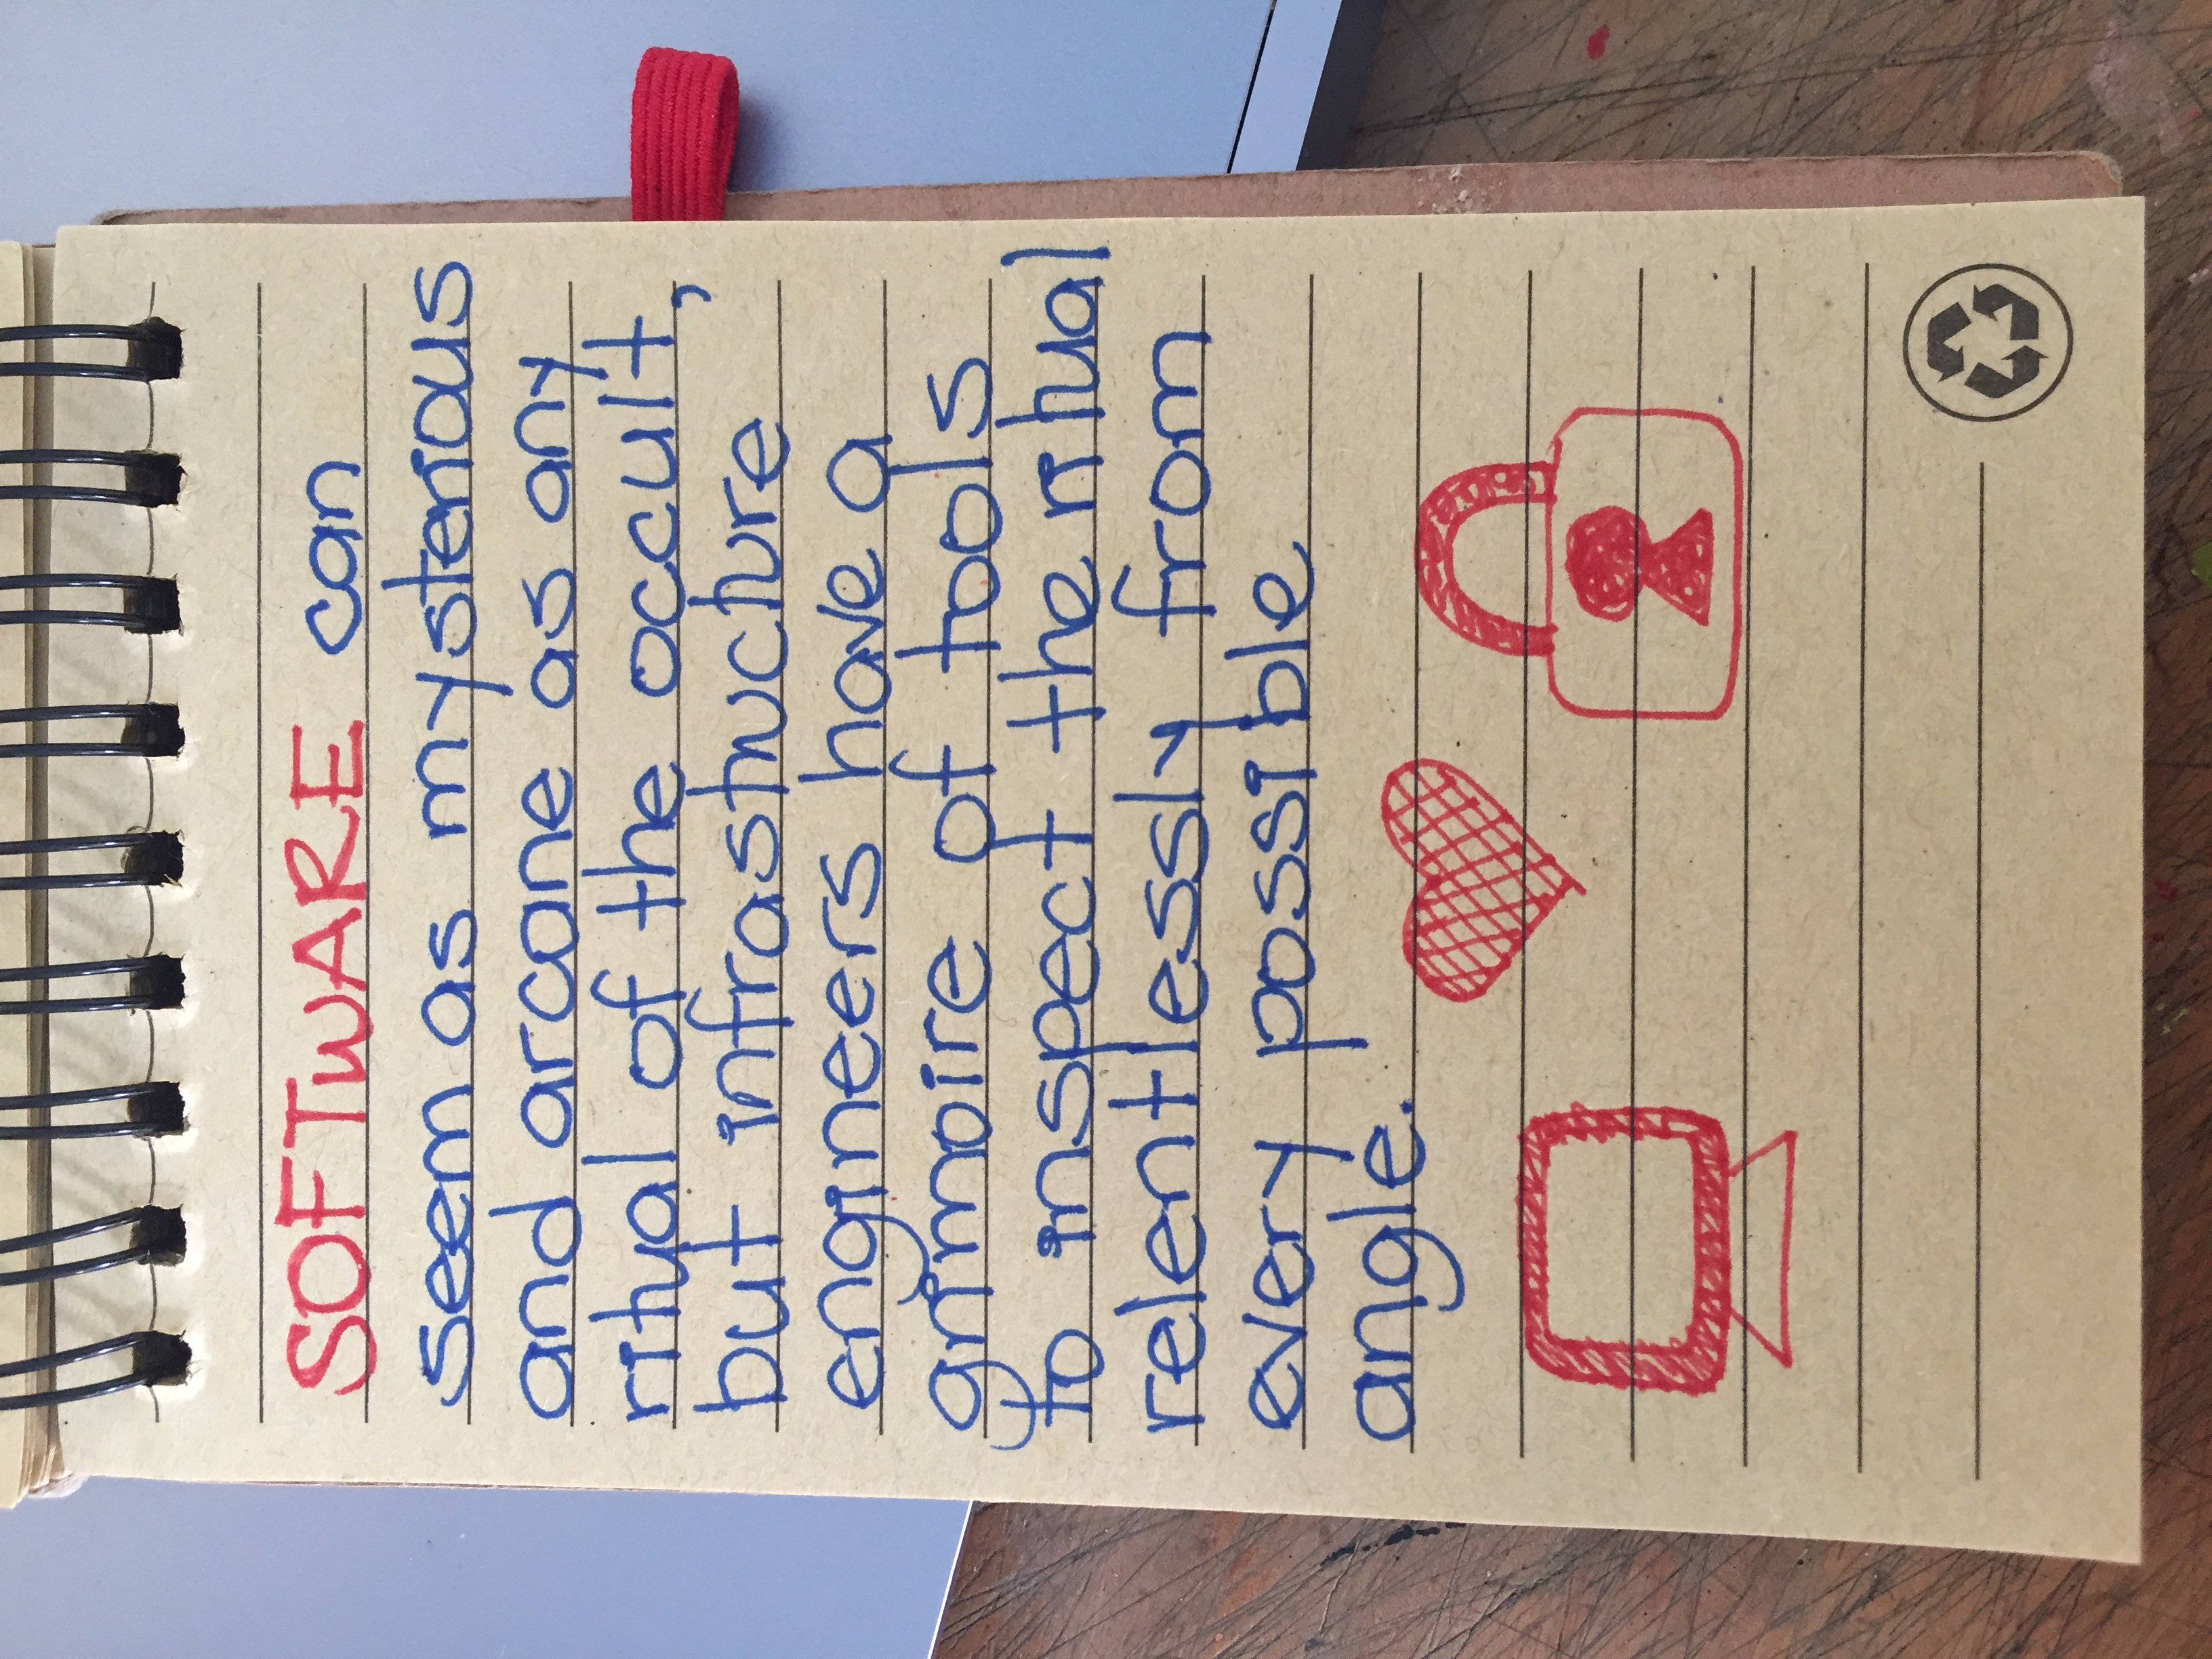 SOFTWARE can
seem as mysterious
and arcane as any
ritual of the occult,
but infrastructure
engineers have a
grimoire of tools
to inspect the ritual
relentlessly from
every possible
angle.